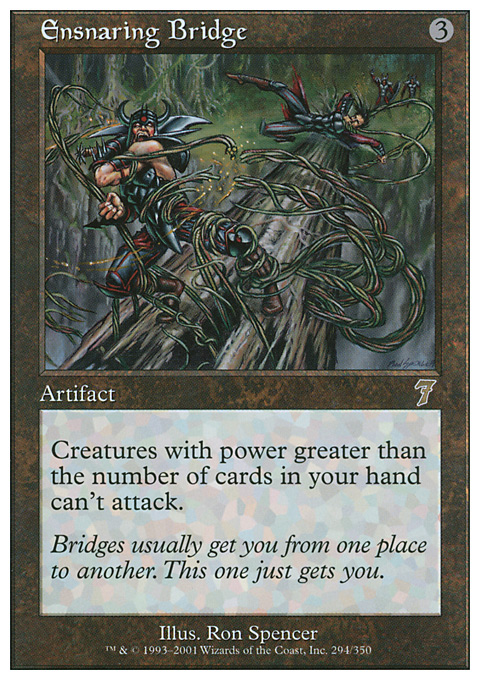 Ensnaring Bridge 3
Artifact 7
Creatures with power greater than
the number of cards in your hand
can't attack.
Bridges usually get you from one place
to another. This one just gets you.
Illus. Ron Spencer
™ & © 1993–2001 Wizards of the Coast, Inc. 294/350